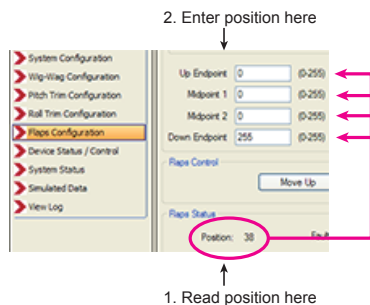 2. Enter position here
System Configuration
Wig-Wag Configuration
Pitch Trim Configuration
Roll Trim Configuration
Flaps Configuration
Device Status / Control
System Status
Simulated Data
View Log
Up Endpoint 0 (0-255)
Midpoint 1 0 (0-255)
Midpoint 2 0 (0-255)
Down Endpoint 255 (0-255)
Flaps Control
Move Up
Flaps Status
Position: 38
1. Read position here